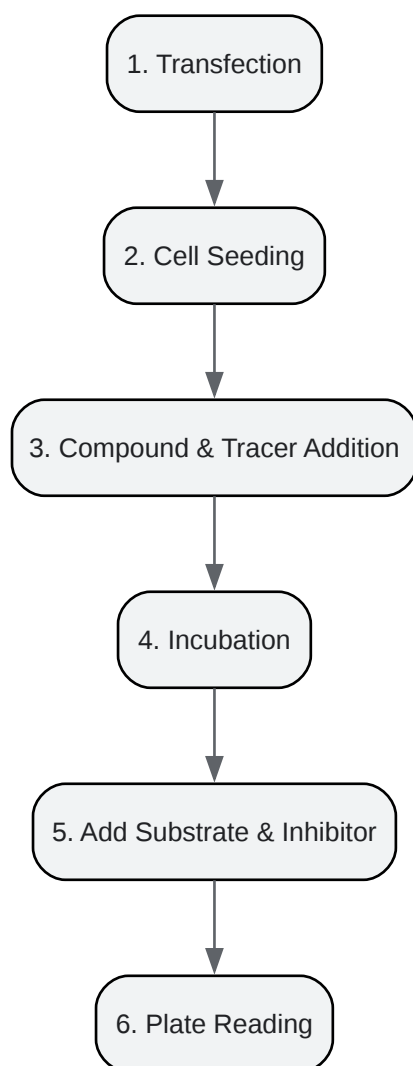 1. Transfection
2. Cell Seeding
3. Compound & Tracer Addition
4. Incubation
5. Add Substrate & Inhibitor
6. Plate Reading